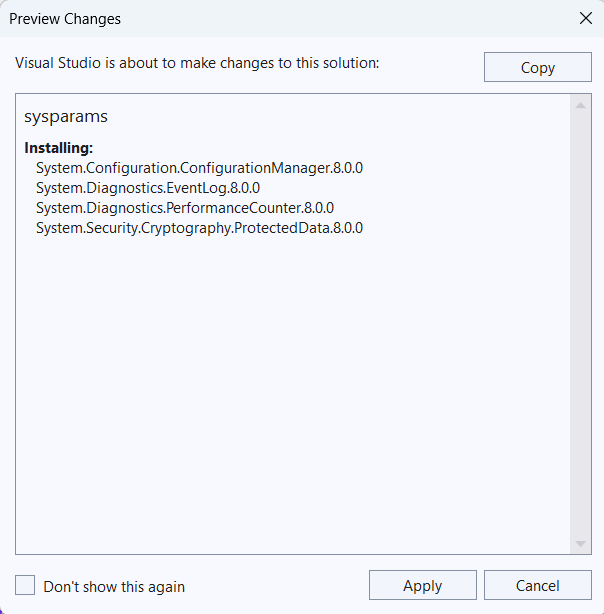 Preview Changes
Visual Studio is about to make changes to this solution:
Copy
sysparams
Installing:
System.Configuration.ConfigurationManager.8.0.0
System.Diagnostics.EventLog.8.0.0
System.Diagnostics.PerformanceCounter.8.0.0
System.Security.Cryptography.ProtectedData.8.0.0
Don't show this again
Apply
Cancel